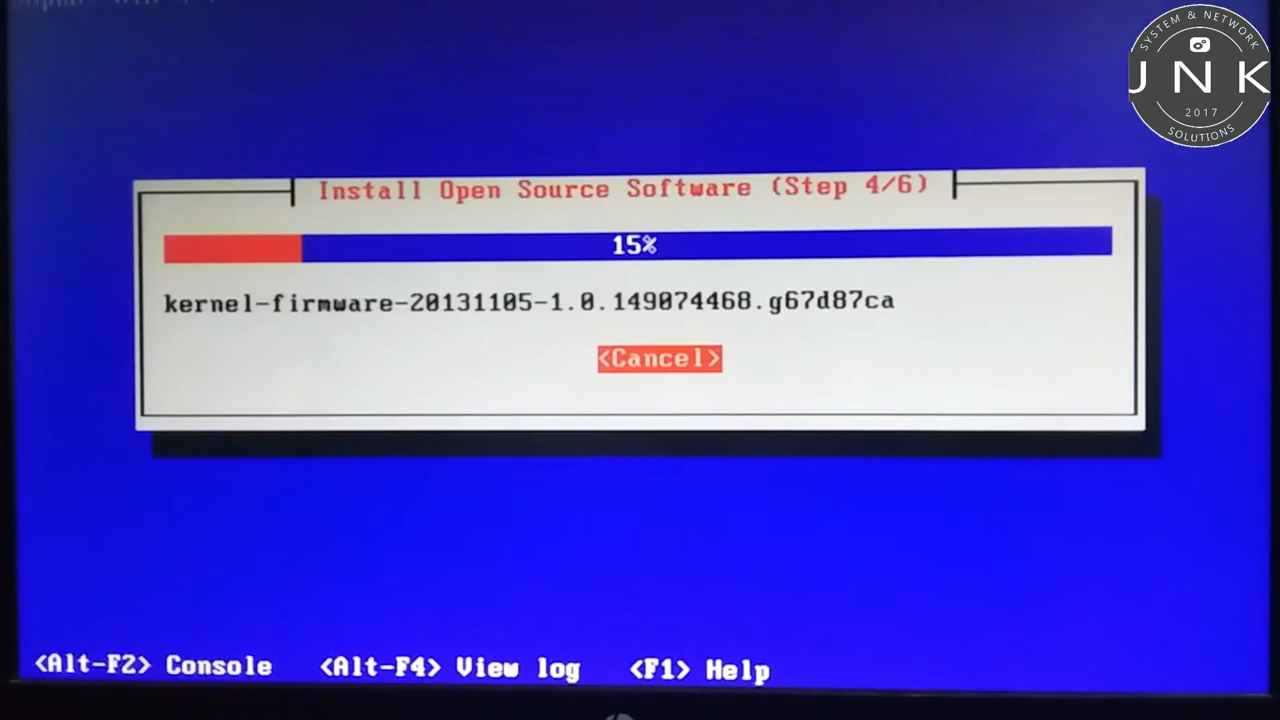 SYSTEM & NETWORK
JNK
2017
SOLUTIONS
Install Open Source Software (Step 4/6)
15%
kernel-firmware-20131105-1.0.149074468.g67d87ca
<Cancel>
<Alt-F2> Console <Alt-F4> View log <F1> Help